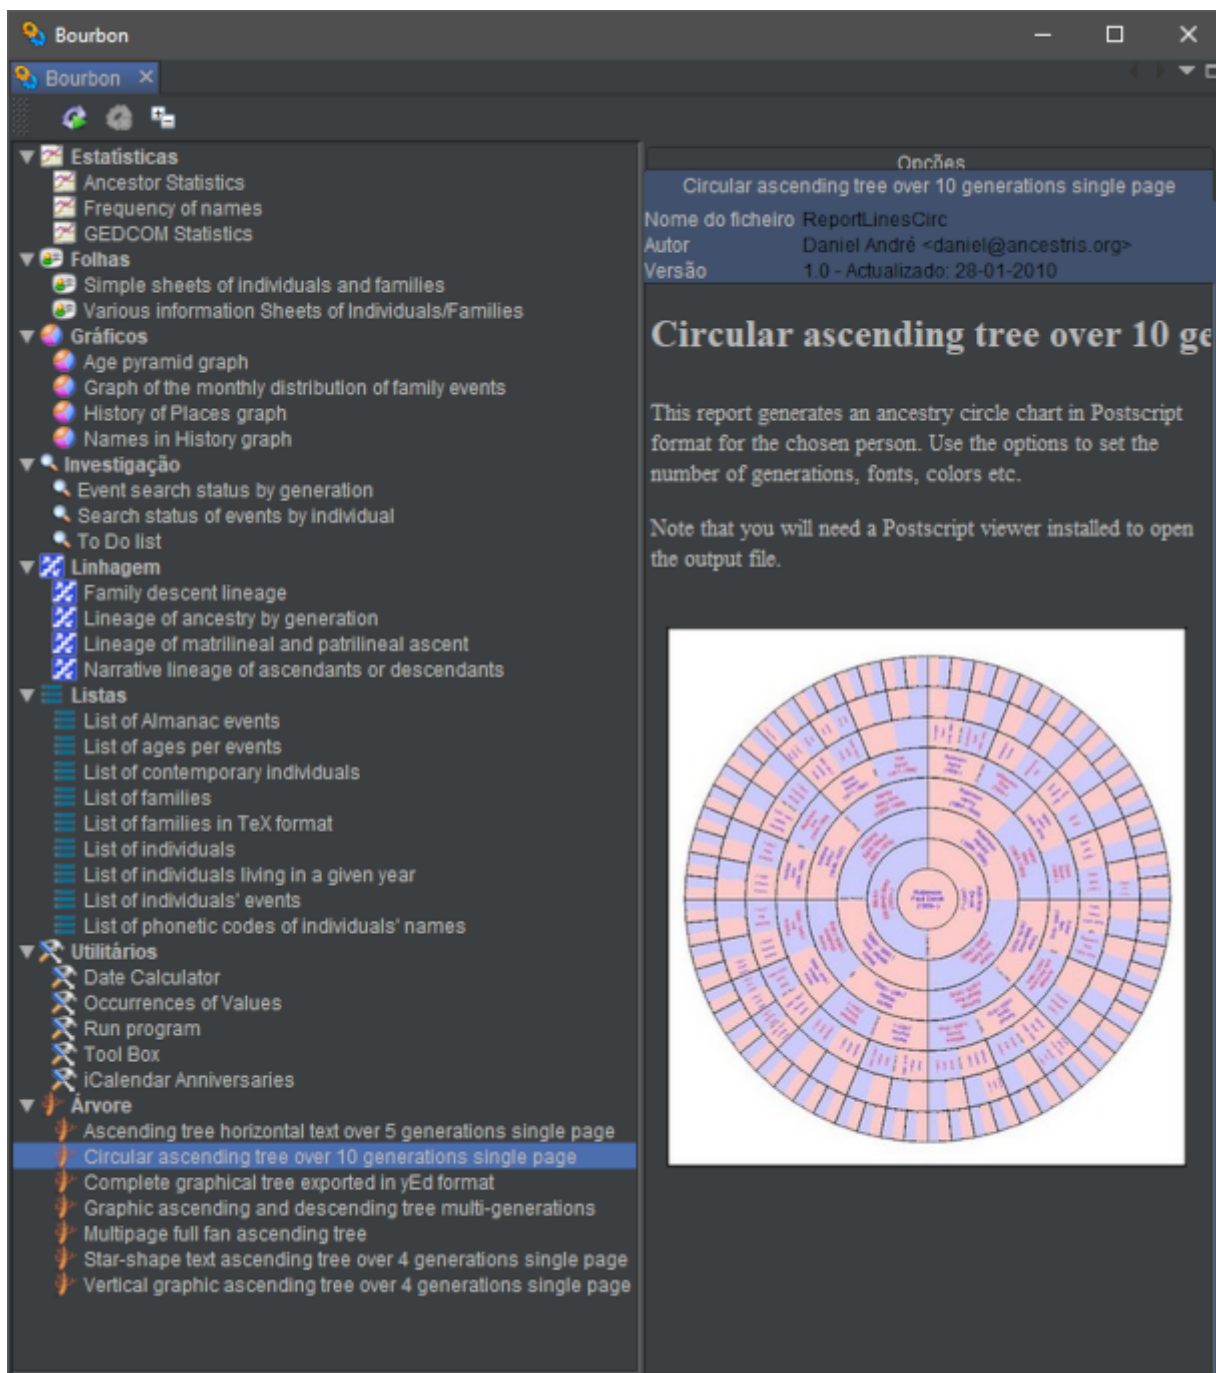 Bourbon
Bourbon
Estatísticas
Ancestor Statistics
Frequency of names
GEDCOM Statistics
Folhas
Simple sheets of individuals and families
Various information Sheets of Individuals/Families
Gráficos
Age pyramid graph
Graph of the monthly distribution of family events
History of Places graph
Names in History graph
Investigação
Event search status by generation
Search status of events by individual
To Do list
Linhagem
Family descent lineage
Lineage of ancestry by generation
Lineage of matrilineal and patrilineal ascent
Narrative lineage of ascendants or descendants
Listas
List of Almanac events
List of ages per events
List of contemporary individuals
List of families
List of families in TeX format
List of individuals
List of individuals living in a given year
List of individuals' events
List of phonetic codes of individuals' names
Utilitários
Date Calculator
Occurrences of Values
Run program
Tool Box
iCalendar Anniversaries
Árvore
Ascending tree horizontal text over 5 generations single page
Circular ascending tree over 10 generations single page
Complete graphical tree exported in yEd format
Graphic ascending and descending tree multi-generations
Multipage full fan ascending tree
Star-shape text ascending tree over 4 generations single page
Vertical graphic ascending tree over 4 generations single page
Opções
Circular ascending tree over 10 generations single page
Nome do ficheiro ReportLinesCirc
Autor Daniel André <daniel@ancestris.org>
Versão 1.0 - Actualizado: 28-01-2010
Circular ascending tree over 10 ge
This report generates an ancestry circle chart in Postscript
format for the chosen person. Use the options to set the
number of generations, fonts, colors etc.
Note that you will need a Postscript viewer installed to open
the output file.